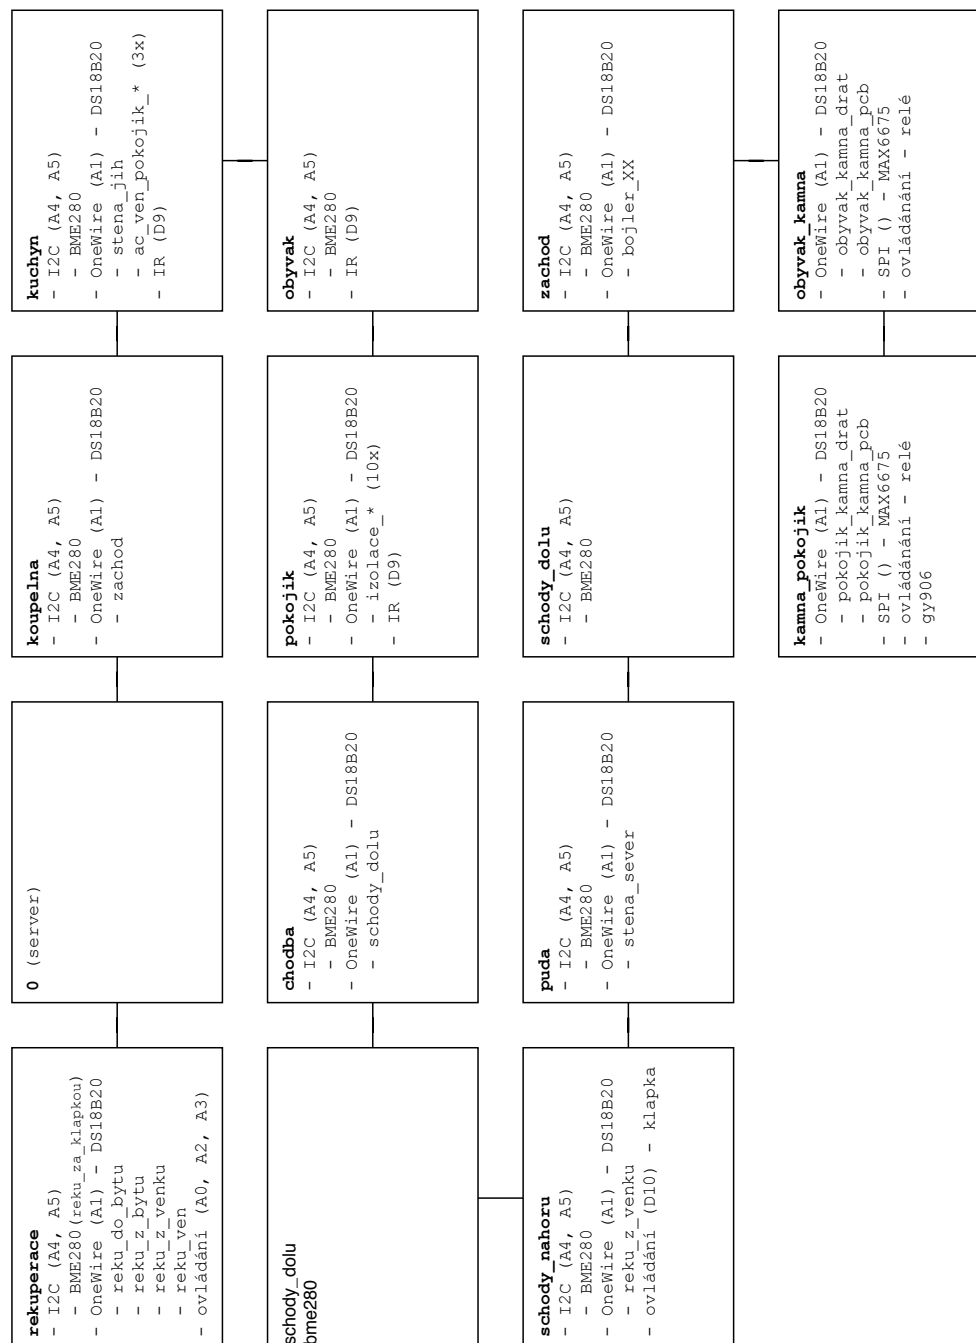 rekuperace
- I2C (A4, A5)
- BME280(reku_za_klapkou)
- OneWire (A1) - DS18B20
- reku_do_bytu
- reku_z_bytu
- reku_z_venku
- reku_ven
- ovládání (A0, A2, A3)
0 (server)
koupelna
- I2C (A4, A5)
- BME280
- OneWire (A1) - DS18B20
- zachod
kuchyn
- I2C (A4, A5)
- BME280
- OneWire (A1) - DS18B20
- stena_jih
- ac_ven_pokojik_* (3x)
- IR (D9)
schody_dolu
bme280
chodba
- I2C (A4, A5)
- BME280
- OneWire (A1) - DS18B20
- schody_dolu
pokojik
- I2C (A4, A5)
- BME280
- OneWire (A1) - DS18B20
- izolace_* (10x)
- IR (D9)
obyvak
- I2C (A4, A5)
- BME280
- IR (D9)
schody_nahoru
- I2C (A4, A5)
- BME280
- OneWire (A1) - DS18B20
- reku_z_venku
- ovládání (D10) - klapka
puda
- I2C (A4, A5)
- BME280
- OneWire (A1) - DS18B20
- stena_sever
schody_dolu
- I2C (A4, A5)
- BME280
zachod
- I2C (A4, A5)
- BME280
- OneWire (A1) - DS18B20
- bojler_XX
kamna_pokojik
- OneWire (A1) - DS18B20
- pokojik_kamna_drat
- pokojik_kamna_pcb
- SPI () - MAX6675
- ovládánání - relé
- gy906
obyvak_kamna
- OneWire (A1) - DS18B20
- obyvak_kamna_drat
- obyvak_kamna_pcb
- SPI () - MAX6675
- ovládánání - relé